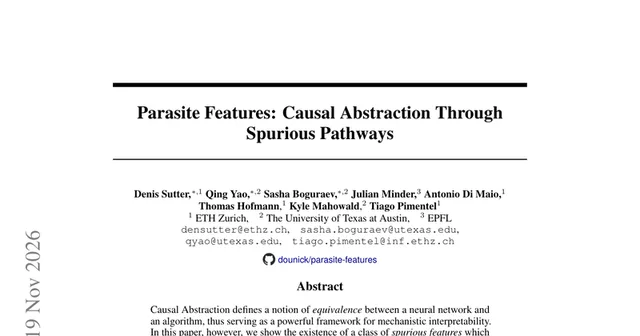 Parasite Features: Causal Abstraction Through
Spurious Pathways
Denis Sutter,*,1 Qing Yao,*,2 Sasha Boguraev,*,2 Julian Minder,3 Antonio Di Maio,1
Thomas Hofmann,1 Kyle Mahowald,2 Tiago Pimentel1
1 ETH Zurich, 2 The University of Texas at Austin, 3 EPFL
densutter@ethz.ch, sasha.boguraev@utexas.edu,
qyao@utexas.edu, tiago.pimentel@inf.ethz.ch
dounick/parasite-features
Abstract
Causal Abstraction defines a notion of equivalence between a neural network and
an algorithm, thus serving as a powerful framework for mechanistic interpretability.
In this paper, however, we show the existence of a class of spurious features which
19 Nov 2026